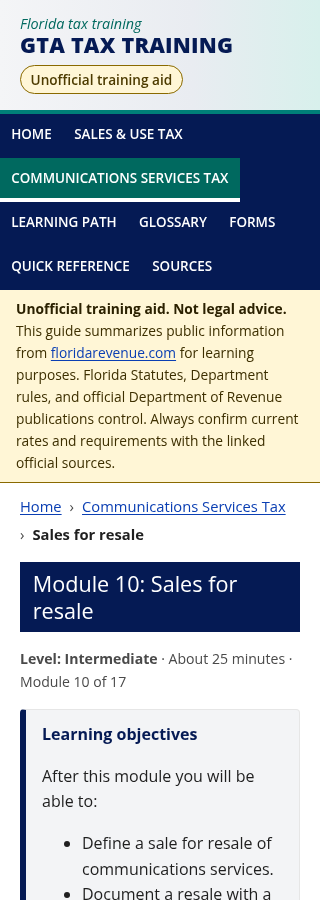 Florida tax training
GTA TAX TRAINING
Unofficial training aid
HOME SALES & USE TAX
COMMUNICATIONS SERVICES TAX
LEARNING PATH GLOSSARY FORMS
QUICK REFERENCE SOURCES
Unofficial training aid. Not legal advice.
This guide summarizes public information
from floridarevenue.com for learning
purposes. Florida Statutes, Department
rules, and official Department of Revenue
publications control. Always confirm current
rates and requirements with the linked
official sources.
Home › Communications Services Tax
› Sales for resale
Module 10: Sales for
resale
Level: Intermediate · About 25 minutes ·
Module 10 of 17
Learning objectives
After this module you will be
able to:
• Define a sale for resale of
communications services.
• Document a resale with a